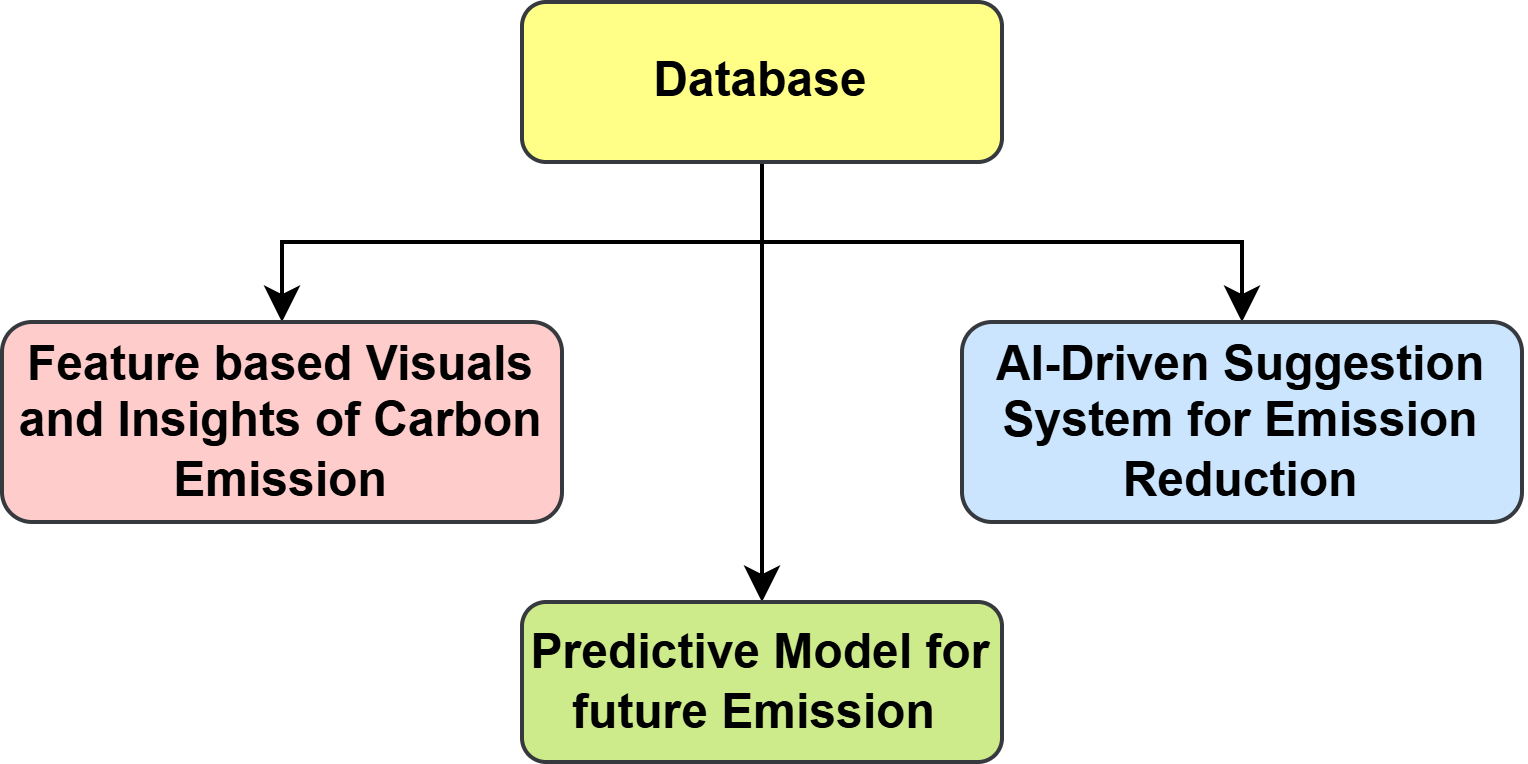 Database
Feature based Visuals
and Insights of Carbon
Emission
AI-Driven Suggestion
System for Emission
Reduction
Predictive Model for
future Emission